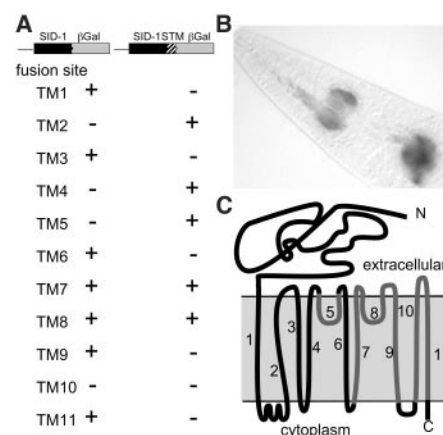 A
SID-1 βGal SID-1STM βGal
fusion site
TM1 + -
TM2 - +
TM3 + -
TM4 - +
TM5 - +
TM6 + -
TM7 + +
TM8 + +
TM9 + -
TM10 - -
TM11 + -
B
C
N
extracellular
1 2 3 4 5 6 7 8 9 10 1
C
cytoplasm